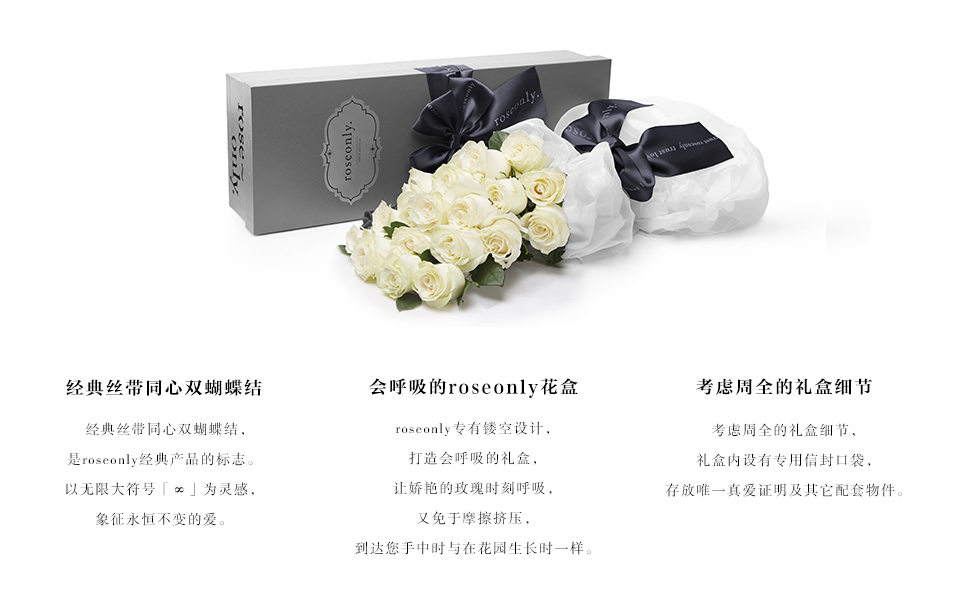 rose
only.
roseonly.
roseonly.
经典丝带同心双蝴蝶结
经典丝带同心双蝴蝶结，
是roseonly经典产品的标志。
以无限大符号「∞」为灵感，
象征永恒不变的爱。
会呼吸的roseonly花盒
roseonly专有镂空设计，
打造会呼吸的礼盒，
让娇艳的玫瑰时刻呼吸，
又免于摩擦挤压，
到达您手中时与在花园生长时一样。
考虑周全的礼盒细节
考虑周全的礼盒细节，
礼盒内设有专用信封口袋，
存放唯一真爱证明及其它配套物件。